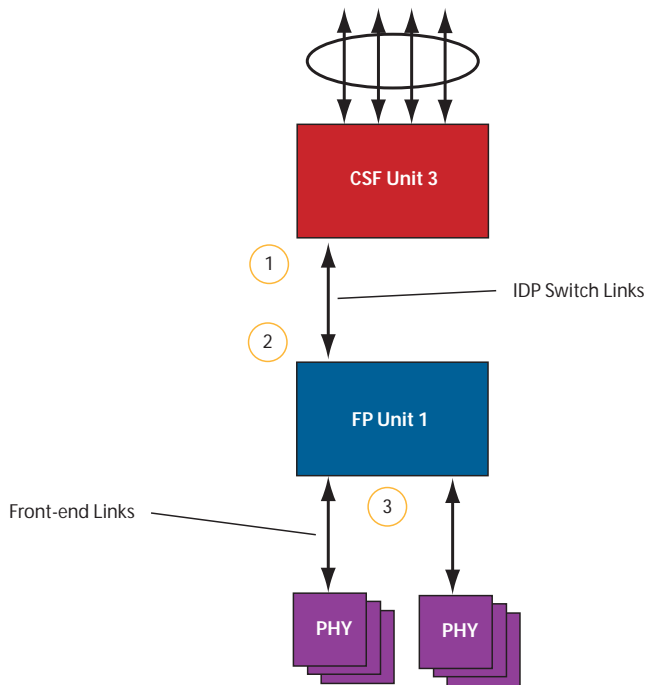 CSF Unit 3
1
IDP Switch Links
2
FP Unit 1
3
Front-end Links
PHY
PHY